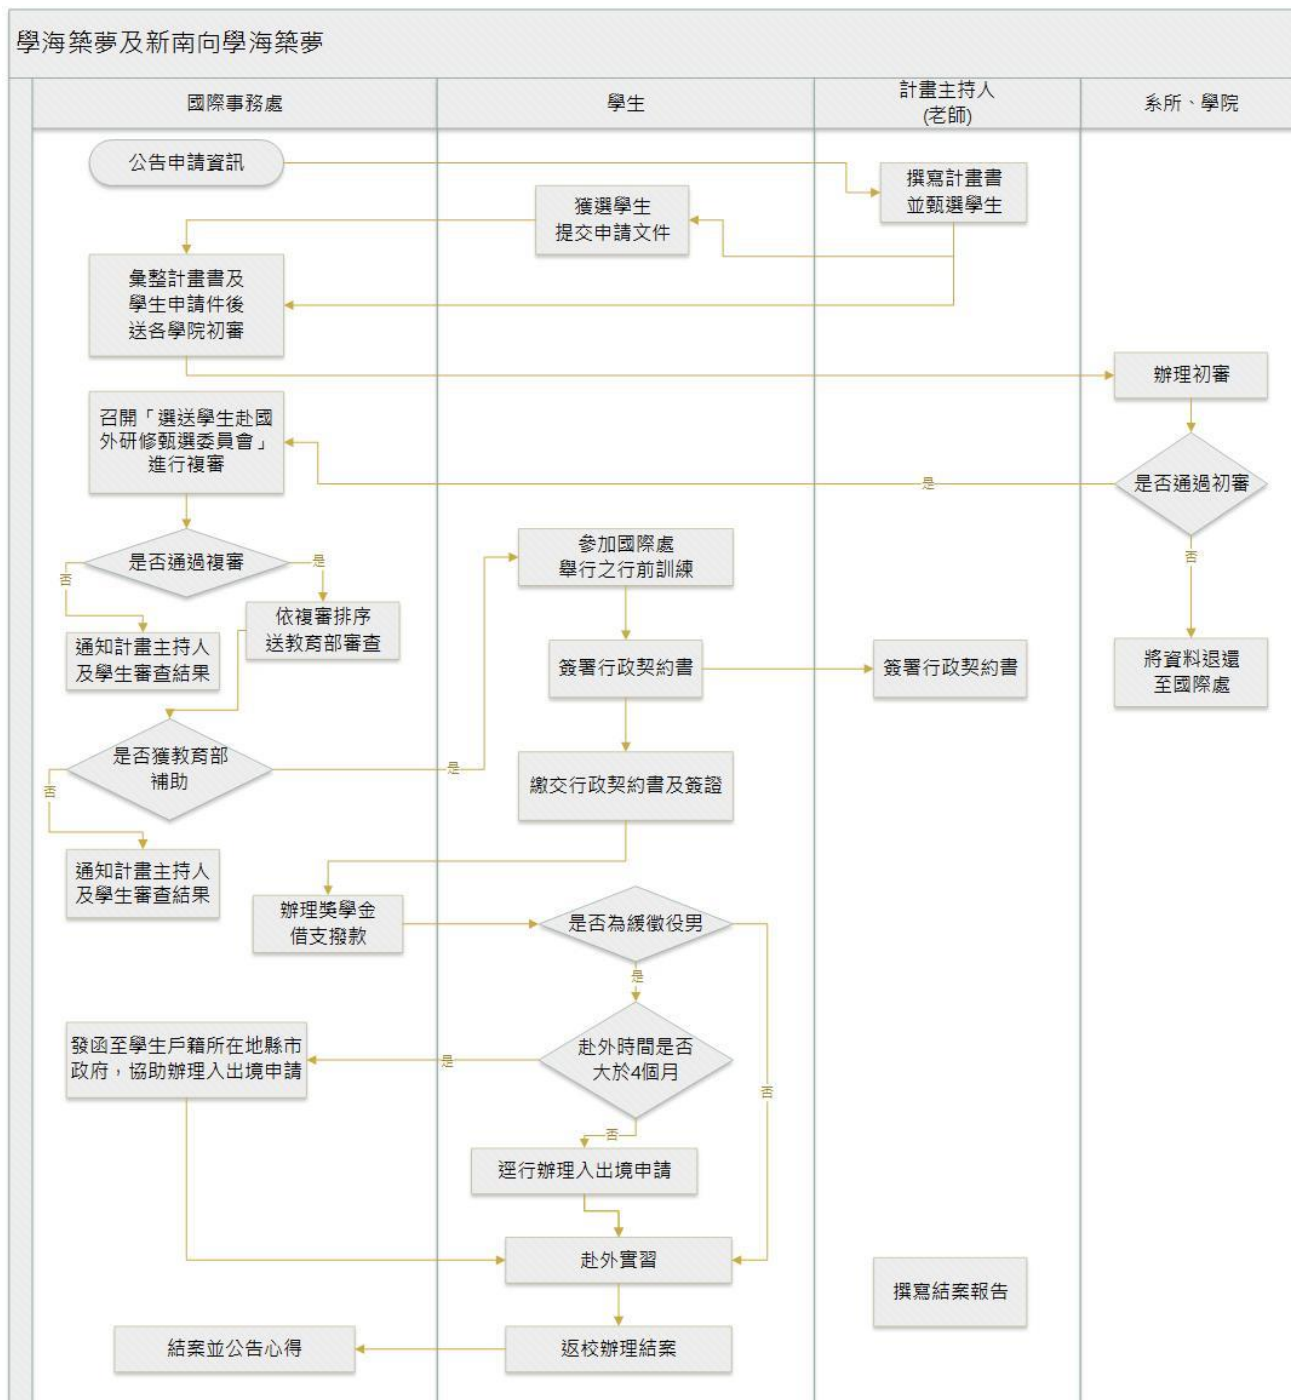 學海築夢及新南向學海築夢
國際事務處
學生
計畫主持人
(老師)
系所、學院
公告申請資訊
撰寫計畫書
並甄選學生
獲選學生
提交申請文件
彙整計畫書及
學生申請件後
送各學院初審
辦理初審
召開「選送學生赴國
外研修甄選委員會」
進行複審
是否通過初審
是
否
將資料退還
至國際處
是否通過複審
是
否
依複審排序
送教育部審查
通知計畫主持人
及學生審查結果
參加國際處
舉行之行前訓練
簽署行政契約書
簽署行政契約書
是否獲教育部
補助
是
否
繳交行政契約書及簽證
通知計畫主持人
及學生審查結果
辦理獎學金
借支撥款
是否為緩徵役男
是
否
赴外時間是否
大於4個月
是
否
發函至學生戶籍所在地縣市
政府，協助辦理入出境申請
逕行辦理入出境申請
赴外實習
撰寫結案報告
返校辦理結案
結案並公告心得